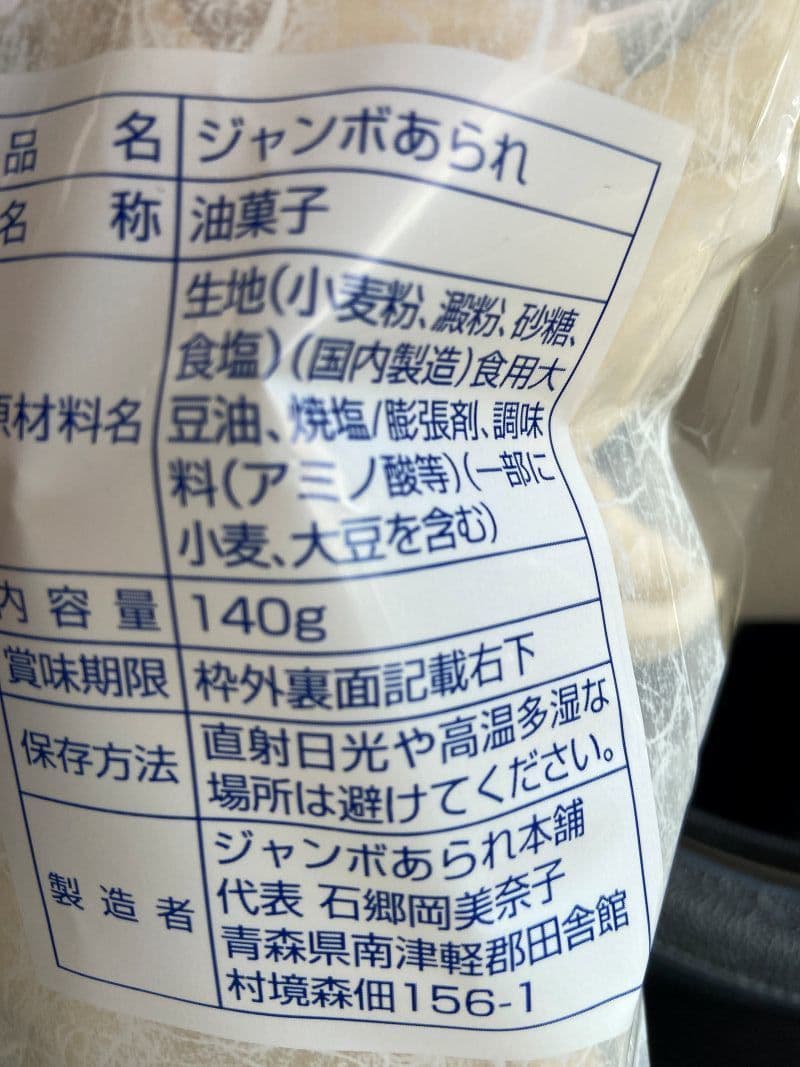 品名 ジャンボあられ
名称 油菓子
原材料名 生地(小麦粉、澱粉、砂糖、
食塩)(国内製造)食用大
豆油、焼塩/膨張剤、調味
料(アミノ酸等)(一部に
小麦、大豆を含む)
内容量 140g
賞味期限 枠外裏面記載右下
保存方法 直射日光や高温多湿な
場所は避けてください。
製造者 ジャンボあられ本舗
代表 石郷岡美奈子
青森県南津軽郡田舎館
村境森佃156-1